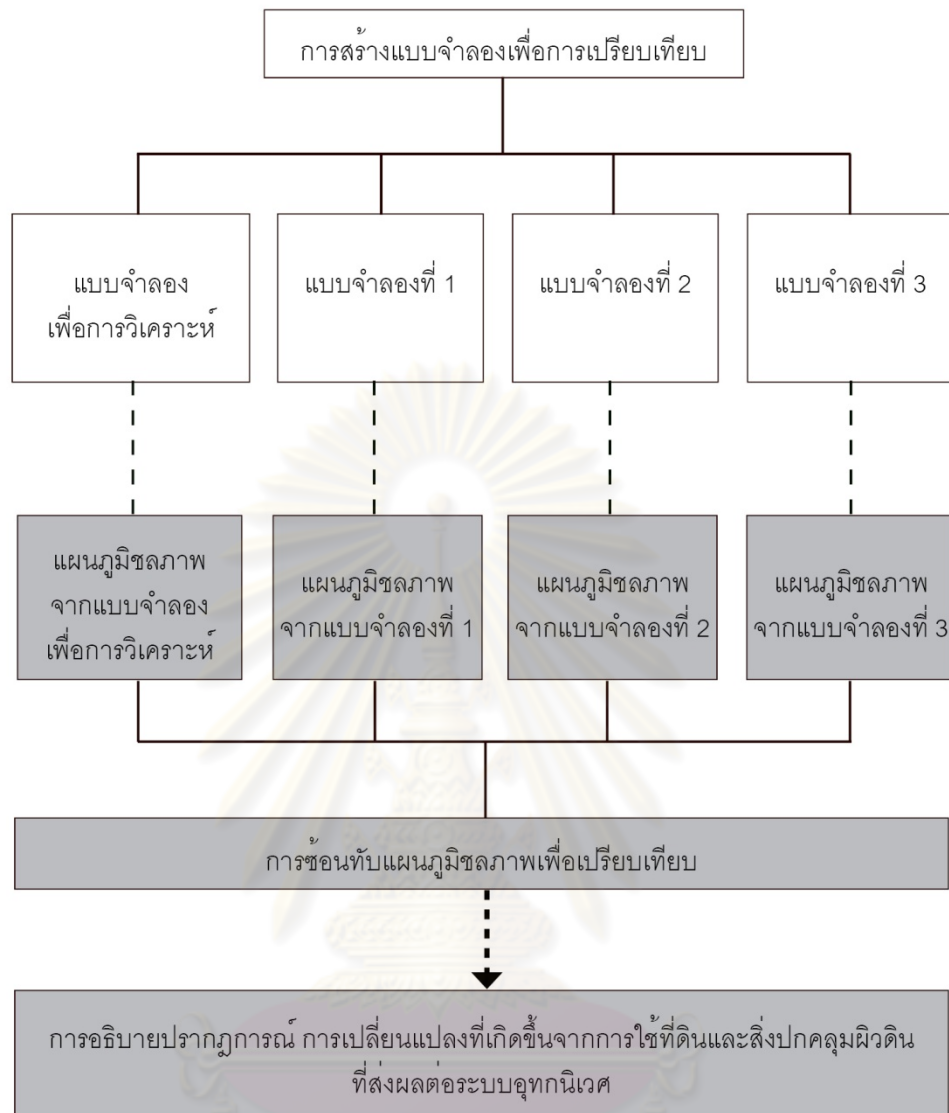 การสร้างแบบจำลองเพื่อการเปรียบเทียบ
แบบจำลอง
เพื่อการวิเคราะห์
แบบจำลองที่ 1
แบบจำลองที่ 2
แบบจำลองที่ 3
แผนภูมิชลภาพ
จากแบบจำลอง
เพื่อการวิเคราะห์
แผนภูมิชลภาพ
จากแบบจำลองที่ 1
แผนภูมิชลภาพ
จากแบบจำลองที่ 2
แผนภูมิชลภาพ
จากแบบจำลองที่ 3
การซ้อนทับแผนภูมิชลภาพเพื่อเปรียบเทียบ
การอธิบายปรากฏการณ์ การเปลี่ยนแปลงที่เกิดขึ้นจากการใช้ที่ดินและสิ่งปกคลุมผิวดิน
ที่ส่งผลต่อระบบอุทกนิเวศ